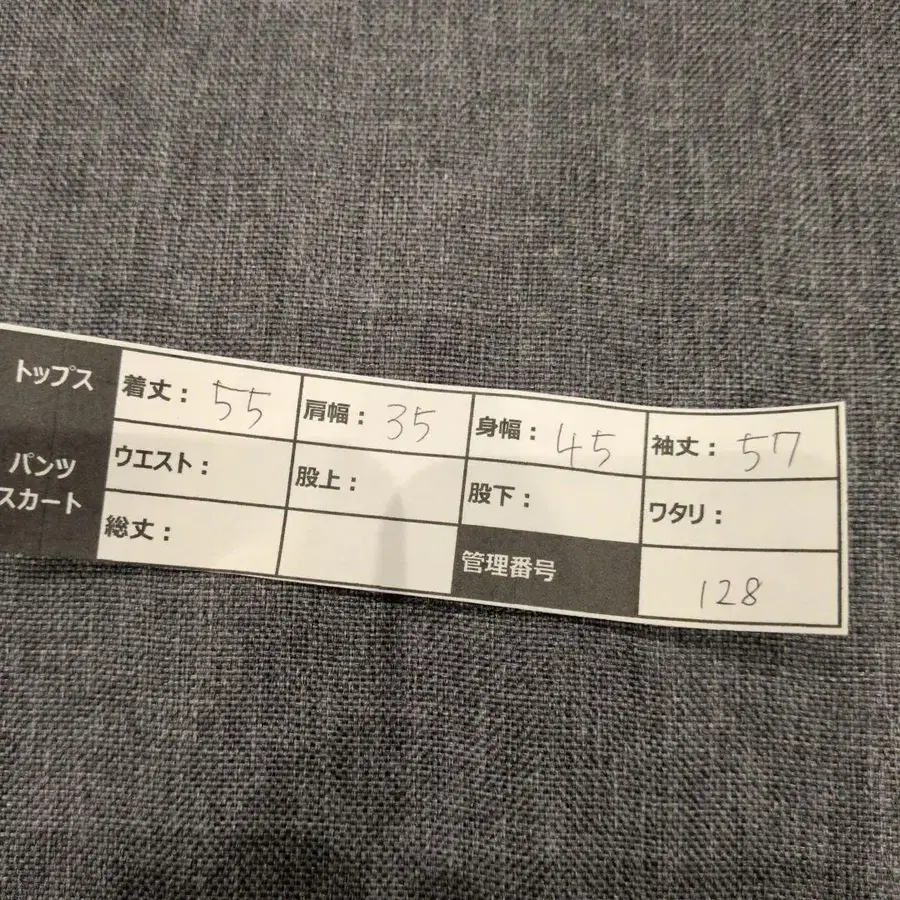 トップス 着丈： 55 肩幅： 35 身幅： 45 袖丈： 57
パンツ
スカート ウエスト： 股上： 股下： ワタリ：
総丈： 管理番号 128